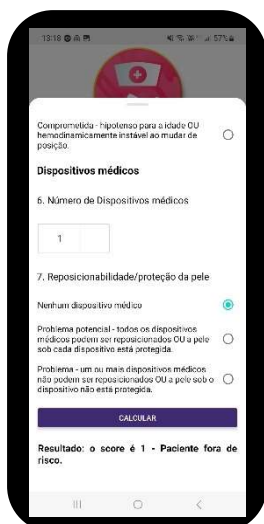 13:18
57%
Comprometida - hipotenso para a idade OU
hemodinamicamente instável ao mudar de
posição.
Dispositivos médicos
6. Número de Dispositivos médicos
1
7. Reposicionabilidade/proteção da pele
Nenhum dispositivo médico
Problema potencial - todos os dispositivos
médicos podem ser reposicionados OU a pele
sob cada dispositivo está protegida.
Problema - um ou mais dispositivos médicos
não podem ser reposicionados OU a pele sob o
dispositivo não está protegida.
CALCULAR
Resultado: o score é 1 - Paciente fora de
risco.